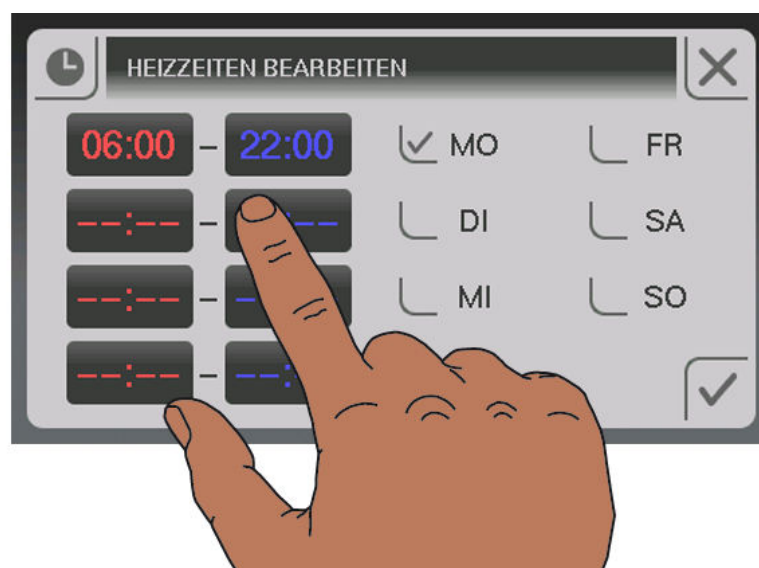 HEIZZEITEN BEARBEITEN
06:00 – 22:00 MO FR
--:-- – DI SA
--:-- – MI SO
--:-- –